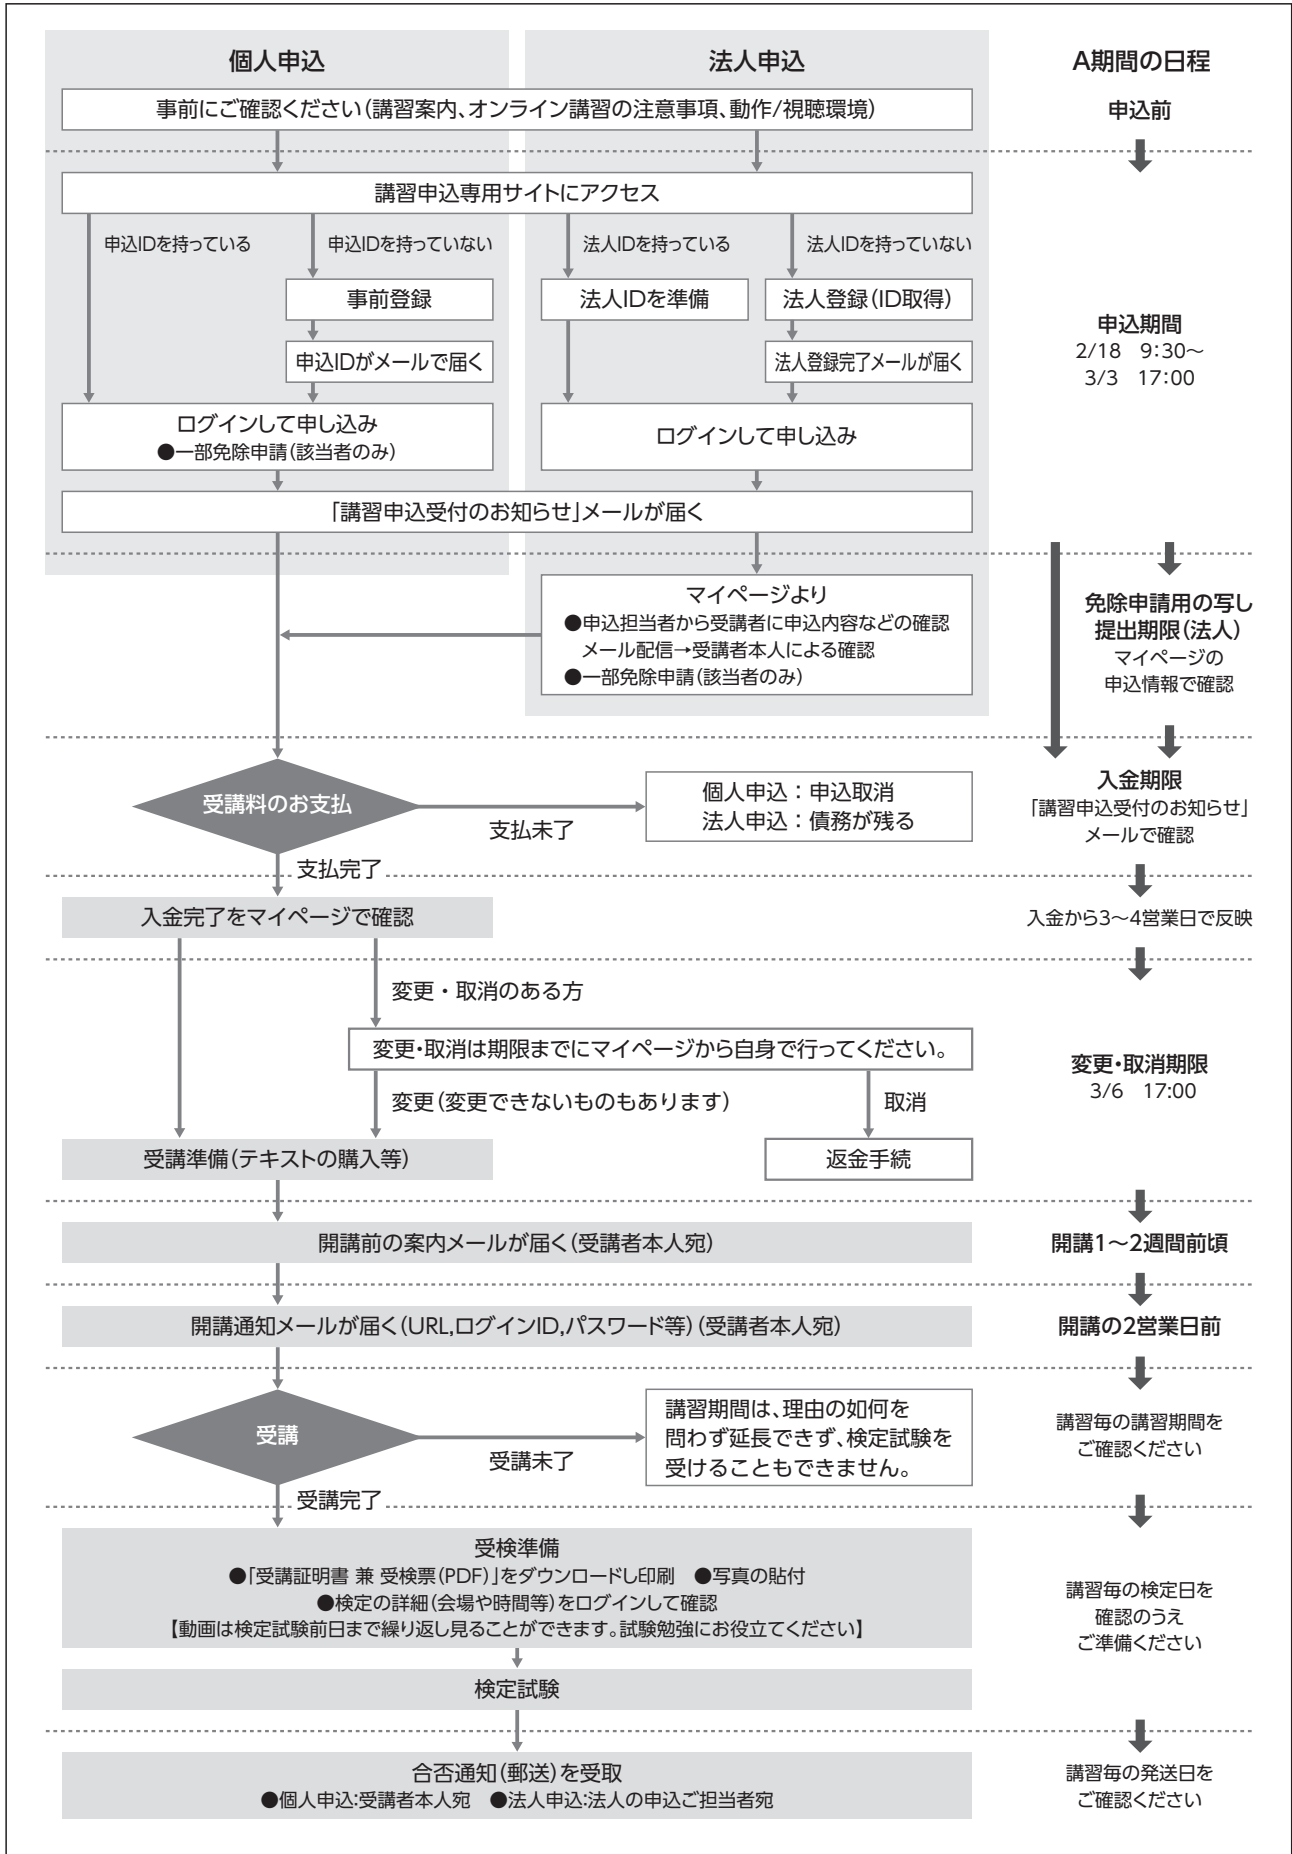 個人申込
法人申込
A期間の日程
事前にご確認ください（講習案内、オンライン講習の注意事項、動作/視聴環境）
申込前
講習申込専用サイトにアクセス
申込IDを持っている
申込IDを持っていない
法人IDを持っている
法人IDを持っていない
事前登録
法人IDを準備
法人登録（ID取得）
申込IDがメールで届く
法人登録完了メールが届く
申込期間
2/18 9：30～
3/3 17：00
ログインして申し込み
●一部免除申請（該当者のみ）
ログインして申し込み
「講習申込受付のお知らせ」メールが届く
マイページより
●申込担当者から受講者に申込内容などの確認
メール配信→受講者本人による確認
●一部免除申請（該当者のみ）
免除申請用の写し
提出期限（法人）
マイページの
申込情報で確認
受講料のお支払
支払未了
個人申込：申込取消
法人申込：債務が残る
入金期限
「講習申込受付のお知らせ」
メールで確認
支払完了
入金完了をマイページで確認
入金から3～4営業日で反映
変更・取消のある方
変更・取消は期限までにマイページから自身で行ってください。
変更・取消期限
3/6 17:00
変更（変更できないものもあります）
取消
受講準備（テキストの購入等）
返金手続
開講前の案内メールが届く（受講者本人宛）
開講1～2週間前頃
開講通知メールが届く（URL,ログインID,パスワード等）（受講者本人宛）
開講の2営業日前
受講
受講未了
講習期間は、理由の如何を
問わず延長できず、検定試験を
受けることもできません。
講習毎の講習期間を
ご確認ください
受講完了
受検準備
●「受講証明書 兼 受検票（PDF）」をダウンロードし印刷 ●写真の貼付
●検定の詳細（会場や時間等）をログインして確認
【動画は検定試験前日まで繰り返し見ることができます。試験勉強にお役立てください】
講習毎の検定日を
確認のうえ
ご準備ください
検定試験
合否通知（郵送）を受取
●個人申込:受講者本人宛 ●法人申込:法人の申込ご担当者宛
講習毎の発送日を
ご確認ください